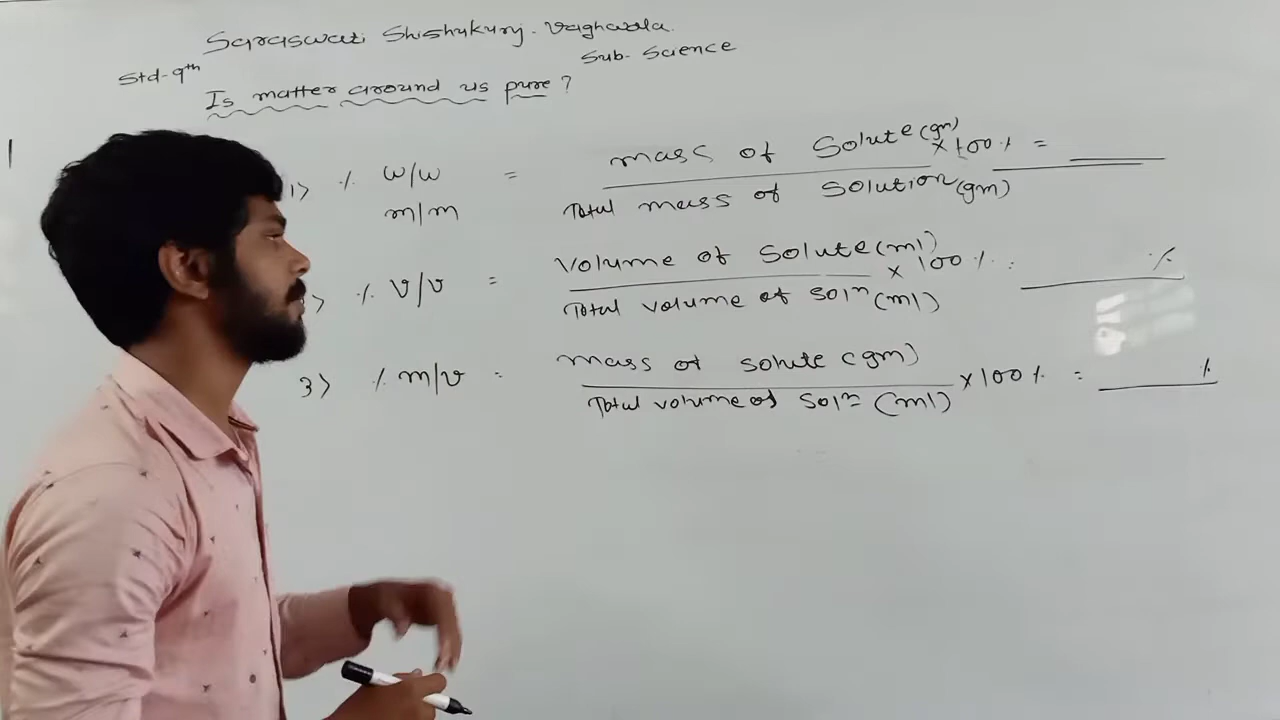 Saraswati Shishukunj. Vaghasla.
Std-9th Sub- Science
Is matter around us pure ?
1> % w/w = mass of Solute (gm) / Total mass of Solution (gm) × 100 % = ____
m/m
> % v/v = Volume of Solute (ml) / Total volume of soln (ml) × 100 % = ____ %
3> % m/v = mass of solute (gm) / Total volume of Soln (ml) × 100 % = ____ %